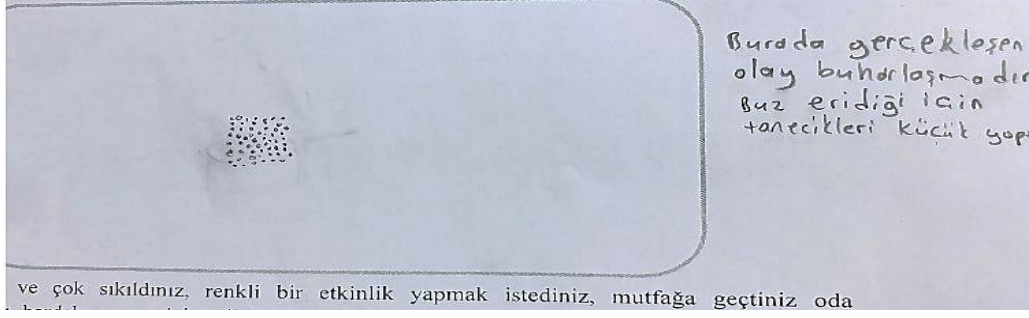 Burada gerçekleşen
olay buharlaşmadır
Buz eridiği için
tanecikleri küçük
ve çok sıkıldınız, renkli bir etkinlik yapmak istediniz, mutfağa geçtiniz oda